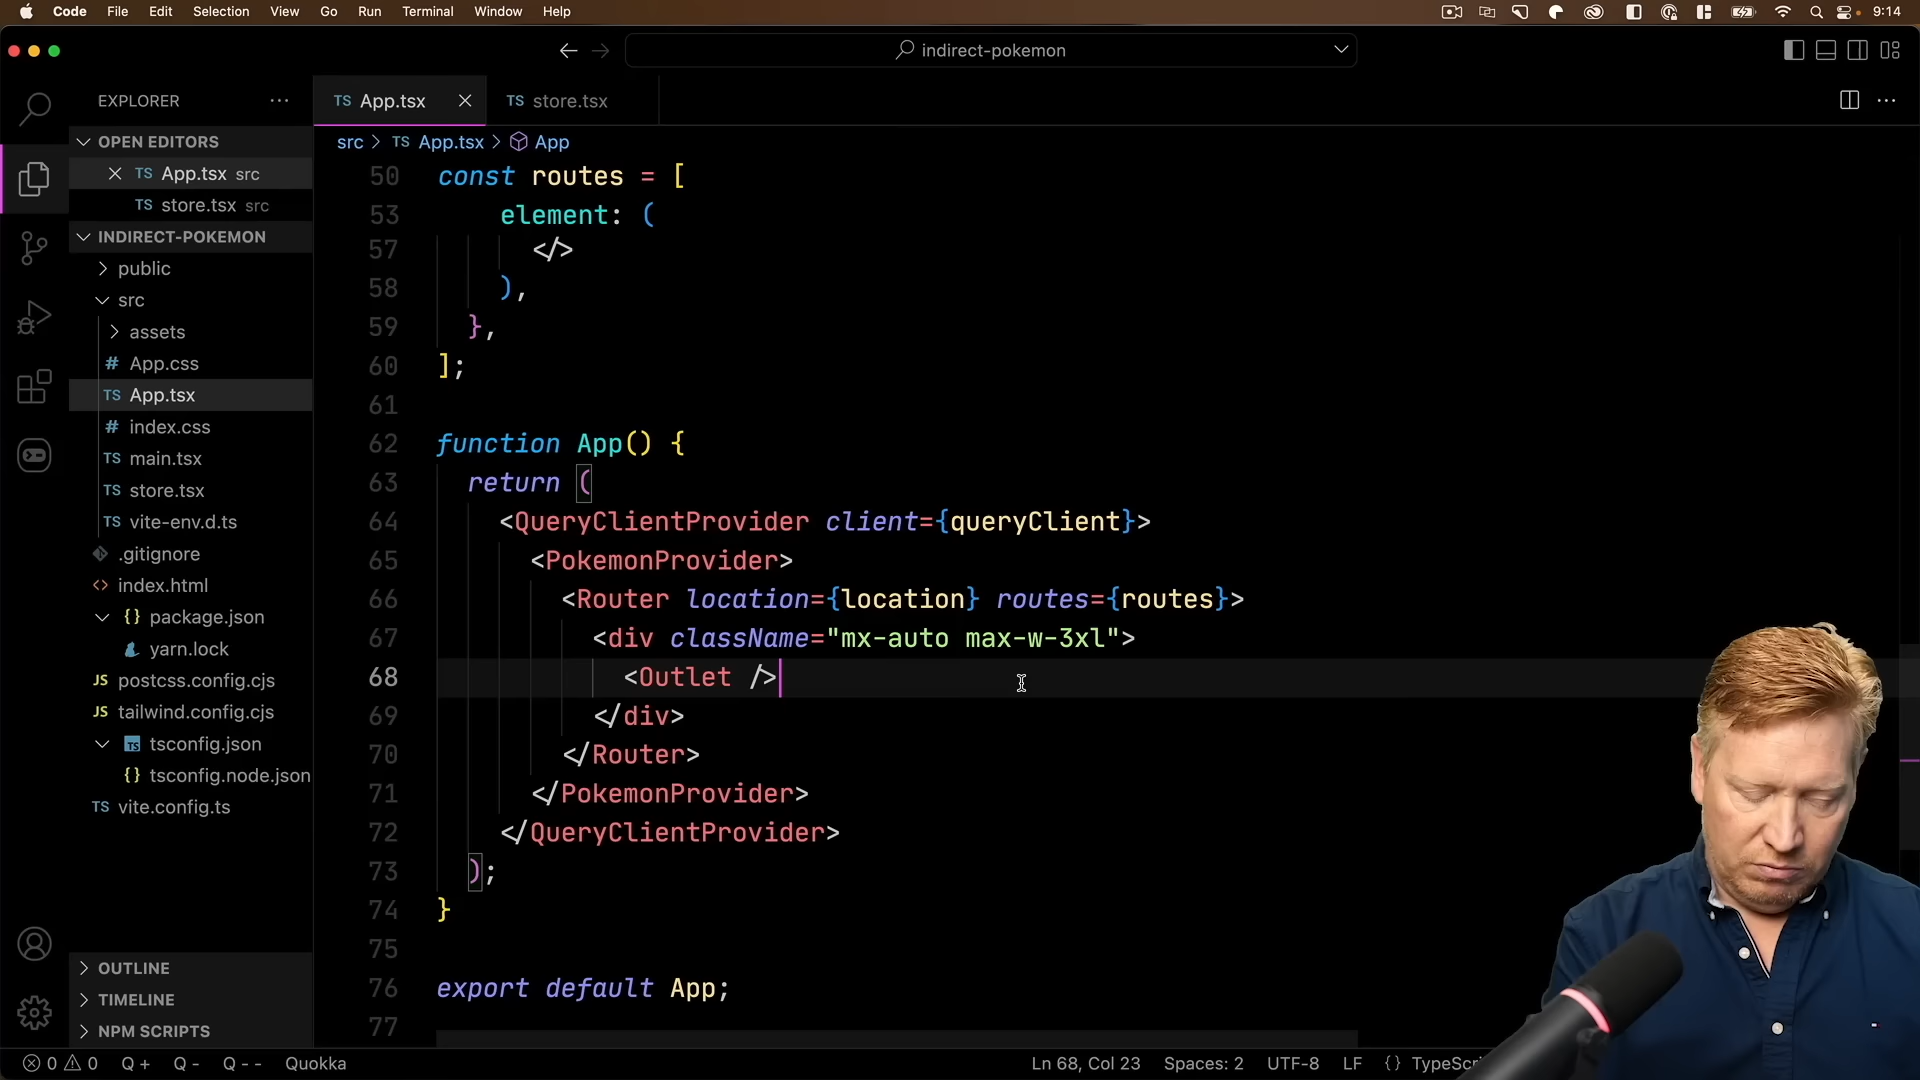 Code File Edit Selection View Go Run Terminal Window Help 9:14
indirect-pokemon
EXPLORER
TS App.tsx
TS store.tsx
OPEN EDITORS
TS App.tsx src
TS store.tsx src
INDIRECT-POKEMON
public
src
assets
# App.css
TS App.tsx
# index.css
TS main.tsx
TS store.tsx
TS vite-env.d.ts
.gitignore
<> index.html
{} package.json
yarn.lock
JS postcss.config.cjs
JS tailwind.config.cjs
TS tsconfig.json
{} tsconfig.node.json
TS vite.config.ts
OUTLINE
TIMELINE
NPM SCRIPTS
src > TS App.tsx > App
50 const routes = [
53 element: (
57 </>
58 ),
59 },
60 ];
61
62 function App() {
63 return (
64 <QueryClientProvider client={queryClient}>
65 <PokemonProvider>
66 <Router location={location} routes={routes}>
67 <div className="mx-auto max-w-3xl">
68 <Outlet />
69 </div>
70 </Router>
71 </PokemonProvider>
72 </QueryClientProvider>
73 );
74 }
75
76 export default App;
77
0 0 Q + Q - Q - - Quokka Ln 68, Col 23 Spaces: 2 UTF-8 LF {} TypeScri